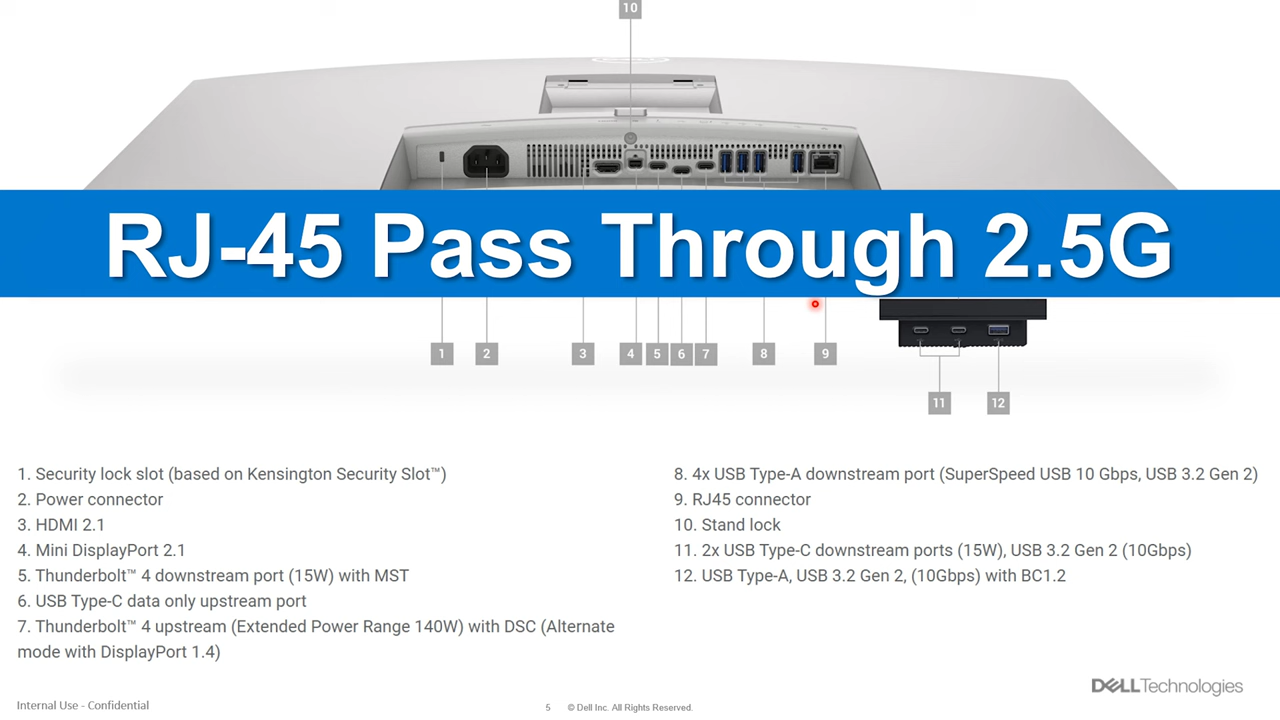 10
RJ-45 Pass Through 2.5G
1 2 3 4 5 6 7 8 9
11 12
1. Security lock slot (based on Kensington Security Slot™)
2. Power connector
3. HDMI 2.1
4. Mini DisplayPort 2.1
5. Thunderbolt™ 4 downstream port (15W) with MST
6. USB Type-C data only upstream port
7. Thunderbolt™ 4 upstream (Extended Power Range 140W) with DSC (Alternate
mode with DisplayPort 1.4)
8. 4x USB Type-A downstream port (SuperSpeed USB 10 Gbps, USB 3.2 Gen 2)
9. RJ45 connector
10. Stand lock
11. 2x USB Type-C downstream ports (15W), USB 3.2 Gen 2 (10Gbps)
12. USB Type-A, USB 3.2 Gen 2, (10Gbps) with BC1.2
DELLTechnologies
Internal Use - Confidential
5 © Dell Inc. All Rights Reserved.